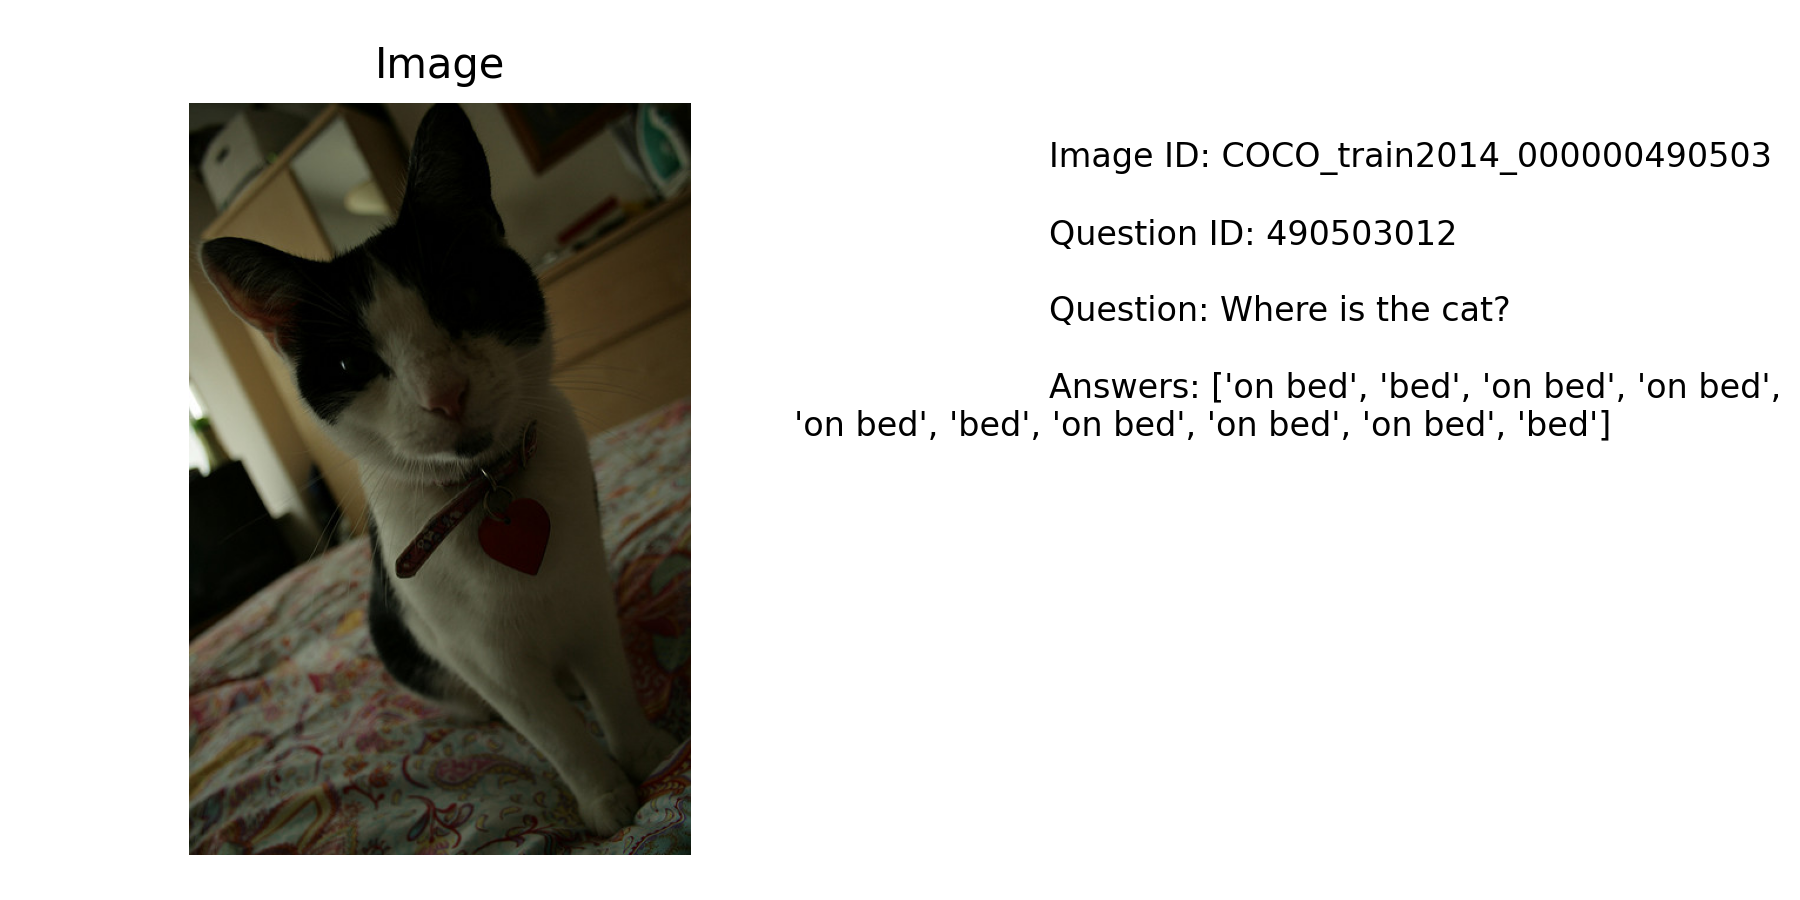 Image
Image ID: COCO_train2014_000000490503
Question ID: 490503012
Question: Where is the cat?
Answers: ['on bed', 'bed', 'on bed', 'on bed',
'on bed', 'bed', 'on bed', 'on bed', 'on bed', 'bed']